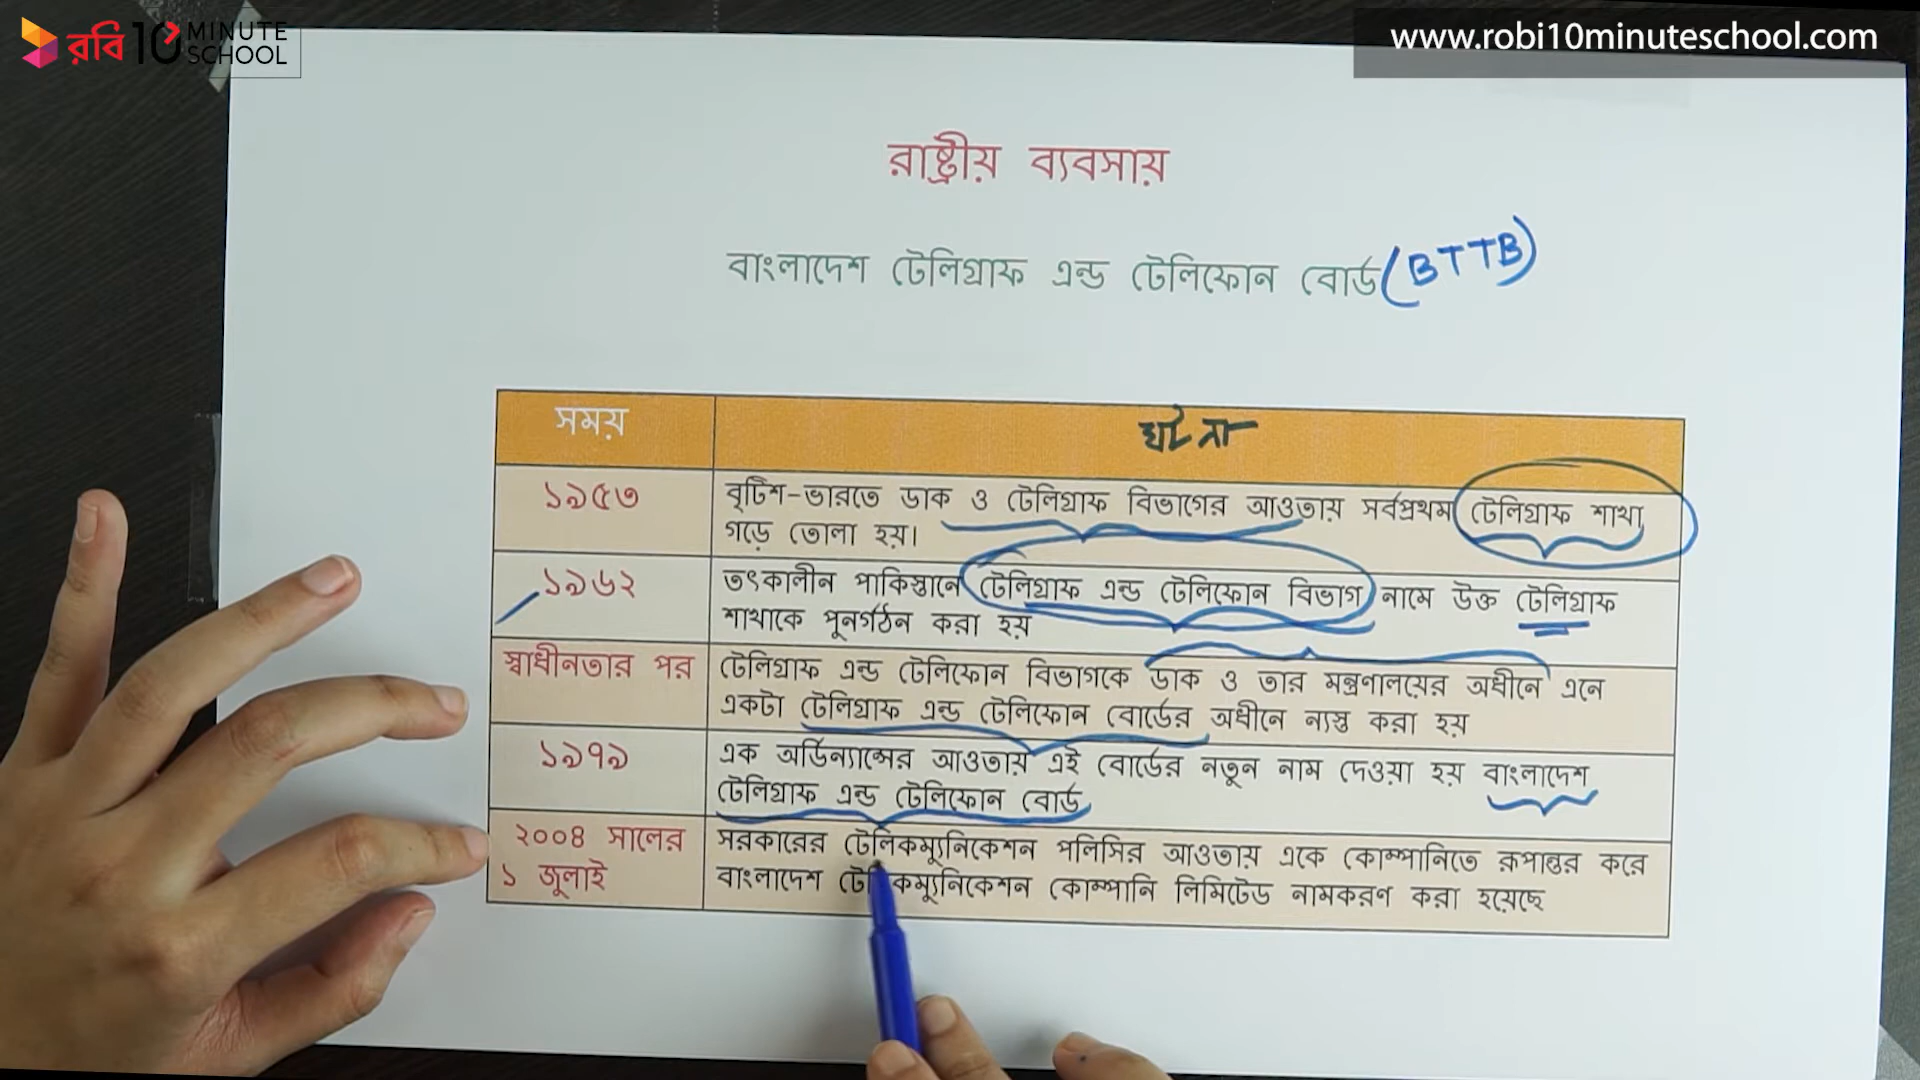 রবি 10 MINUTE SCHOOL
www.robi10minuteschool.com
রাষ্ট্রীয় ব্যবসায়
বাংলাদেশ টেলিগ্রাফ এন্ড টেলিফোন বোর্ড (BTTB)
সময়
ঘটনা
১৯৫৩
বৃটিশ-ভারতে ডাক ও টেলিগ্রাফ বিভাগের আওতায় সর্বপ্রথম টেলিগ্রাফ শাখা
গড়ে তোলা হয়।
১৯৬২
তৎকালীন পাকিস্তানে টেলিগ্রাফ এন্ড টেলিফোন বিভাগ নামে উক্ত টেলিগ্রাফ
শাখাকে পুনর্গঠন করা হয়
স্বাধীনতার পর
টেলিগ্রাফ এন্ড টেলিফোন বিভাগকে ডাক ও তার মন্ত্রণালয়ের অধীনে এনে
একটা টেলিগ্রাফ এন্ড টেলিফোন বোর্ডের অধীনে ন্যস্ত করা হয়
১৯৭৯
এক অর্ডিন্যান্সের আওতায় এই বোর্ডের নতুন নাম দেওয়া হয় বাংলাদেশ
টেলিগ্রাফ এন্ড টেলিফোন বোর্ড
২০০৪ সালের
১ জুলাই
সরকারের টেলিকম্যুনিকেশন পলিসির আওতায় একে কোম্পানিতে রূপান্তর করে
বাংলাদেশ টেলিকম্যুনিকেশন কোম্পানি লিমিটেড নামকরণ করা হয়েছে